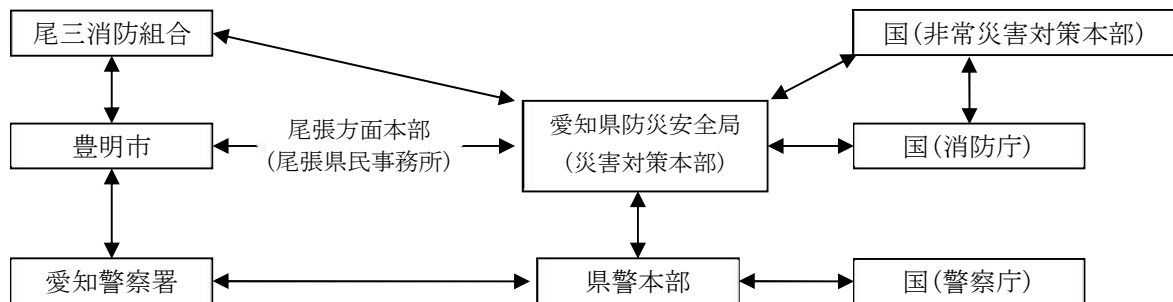 尾三消防組合
国(非常災害対策本部)
豊明市
尾張方面本部
(尾張県民事務所)
愛知県防災安全局
(災害対策本部)
国(消防庁)
愛知警察署
県警本部
国(警察庁)